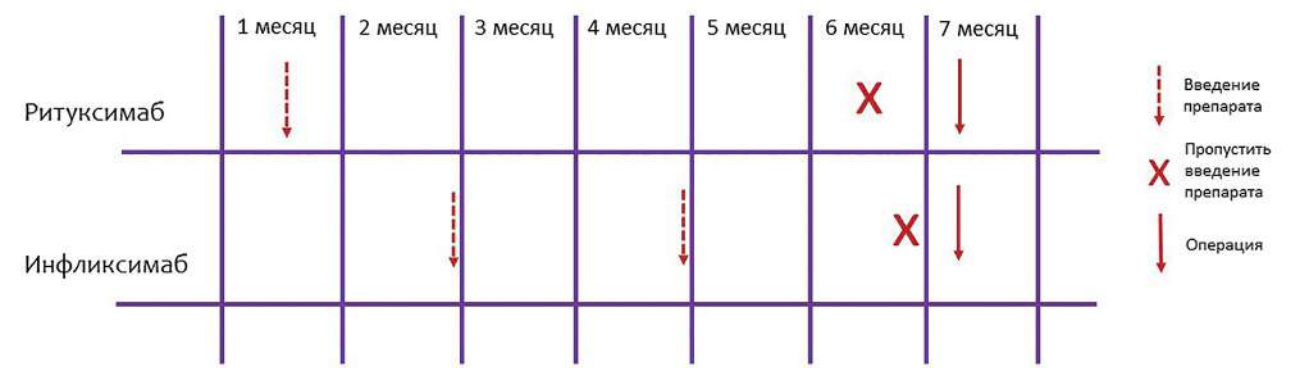 1 месяц 2 месяц 3 месяц 4 месяц 5 месяц 6 месяц 7 месяц
Ритуксимаб
X
Введение
препарата
X
Пропустить
введение
препарата
Инфликсимаб
X
Операция